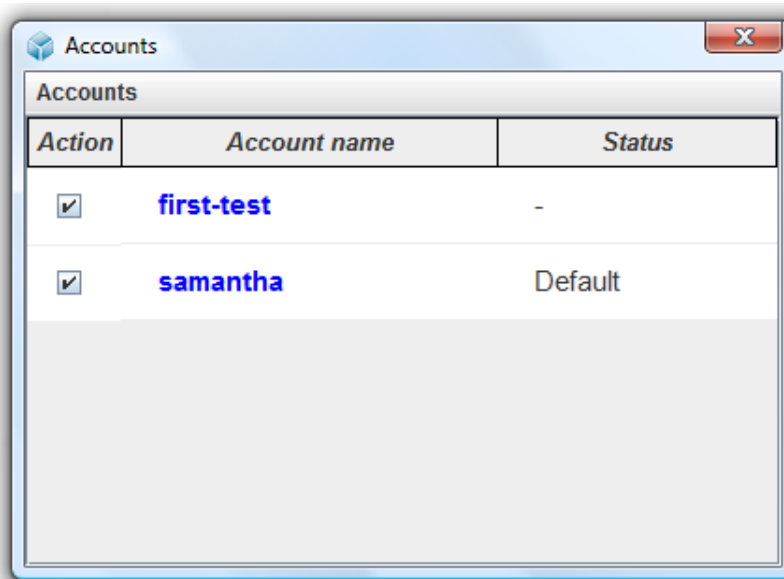 Accounts
Accounts
Action Account name Status
first-test -
samantha Default